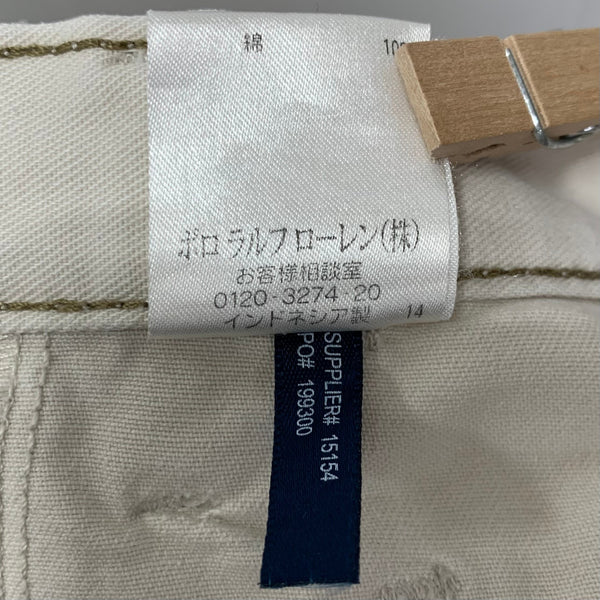 綿
ポロ ラルフ ローレン(株)
お客様相談室
0120-3274-20
インドネシア製 14
SUPPLIER# 15154
PO# 199300